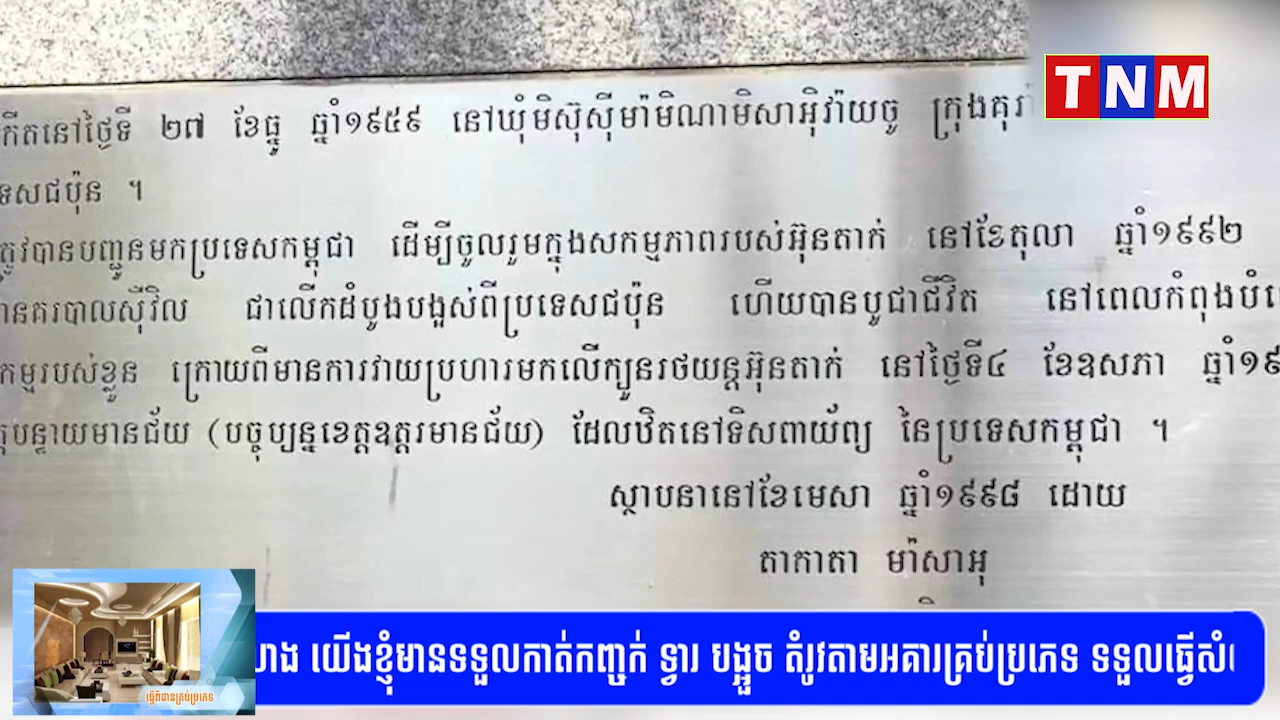 កើតនៅថ្ងៃទី ២៧ ខែធ្នូ ឆ្នាំ១៩៥៩ នៅឃុំមិស៊ុស៊ីម៉ាមិណាមិសាអ៊ិវ៉ាយចូ ក្រុងគុរ៉ា
ទេសជប៉ុន ។
ត្រូវបានបញ្ជូនមកប្រទេសកម្ពុជា ដើម្បីចូលរួមក្នុងសកម្មភាពរបស់អ៊ុនតាក់ នៅខែតុលា ឆ្នាំ១៩៩២
នគរបាលស៊ីវិល ជាលើកដំបូងបង្អស់ពីប្រទេសជប៉ុន ហើយបានបូជាជីវិត នៅពេលកំពុងបំ
កម្មរបស់ខ្លួន ក្រោយពីមានការវាយប្រហារមកលើក្បួនរថយន្តអ៊ុនតាក់ នៅថ្ងៃទី៤ ខែឧសភា ឆ្នាំ១៩
បន្ទាយមានជ័យ (បច្ចុប្បន្នខេត្តឧត្តរមានជ័យ) ដែលឋិតនៅទិសពាយ័ព្យ នៃប្រទេសកម្ពុជា ។
ស្ថាបនានៅខែមេសា ឆ្នាំ១៩៩៨ ដោយ
តាកាតា ម៉ាសាអុ
TNM
ធ្វើពិដានគ្រប់ប្រភេទ
យើងខ្ញុំមានទទួលកាត់កញ្ចក់ ទ្វារ បង្អួច តំរូវតាមអគារគ្រប់ប្រភេទ ទទួលធ្វើសំ